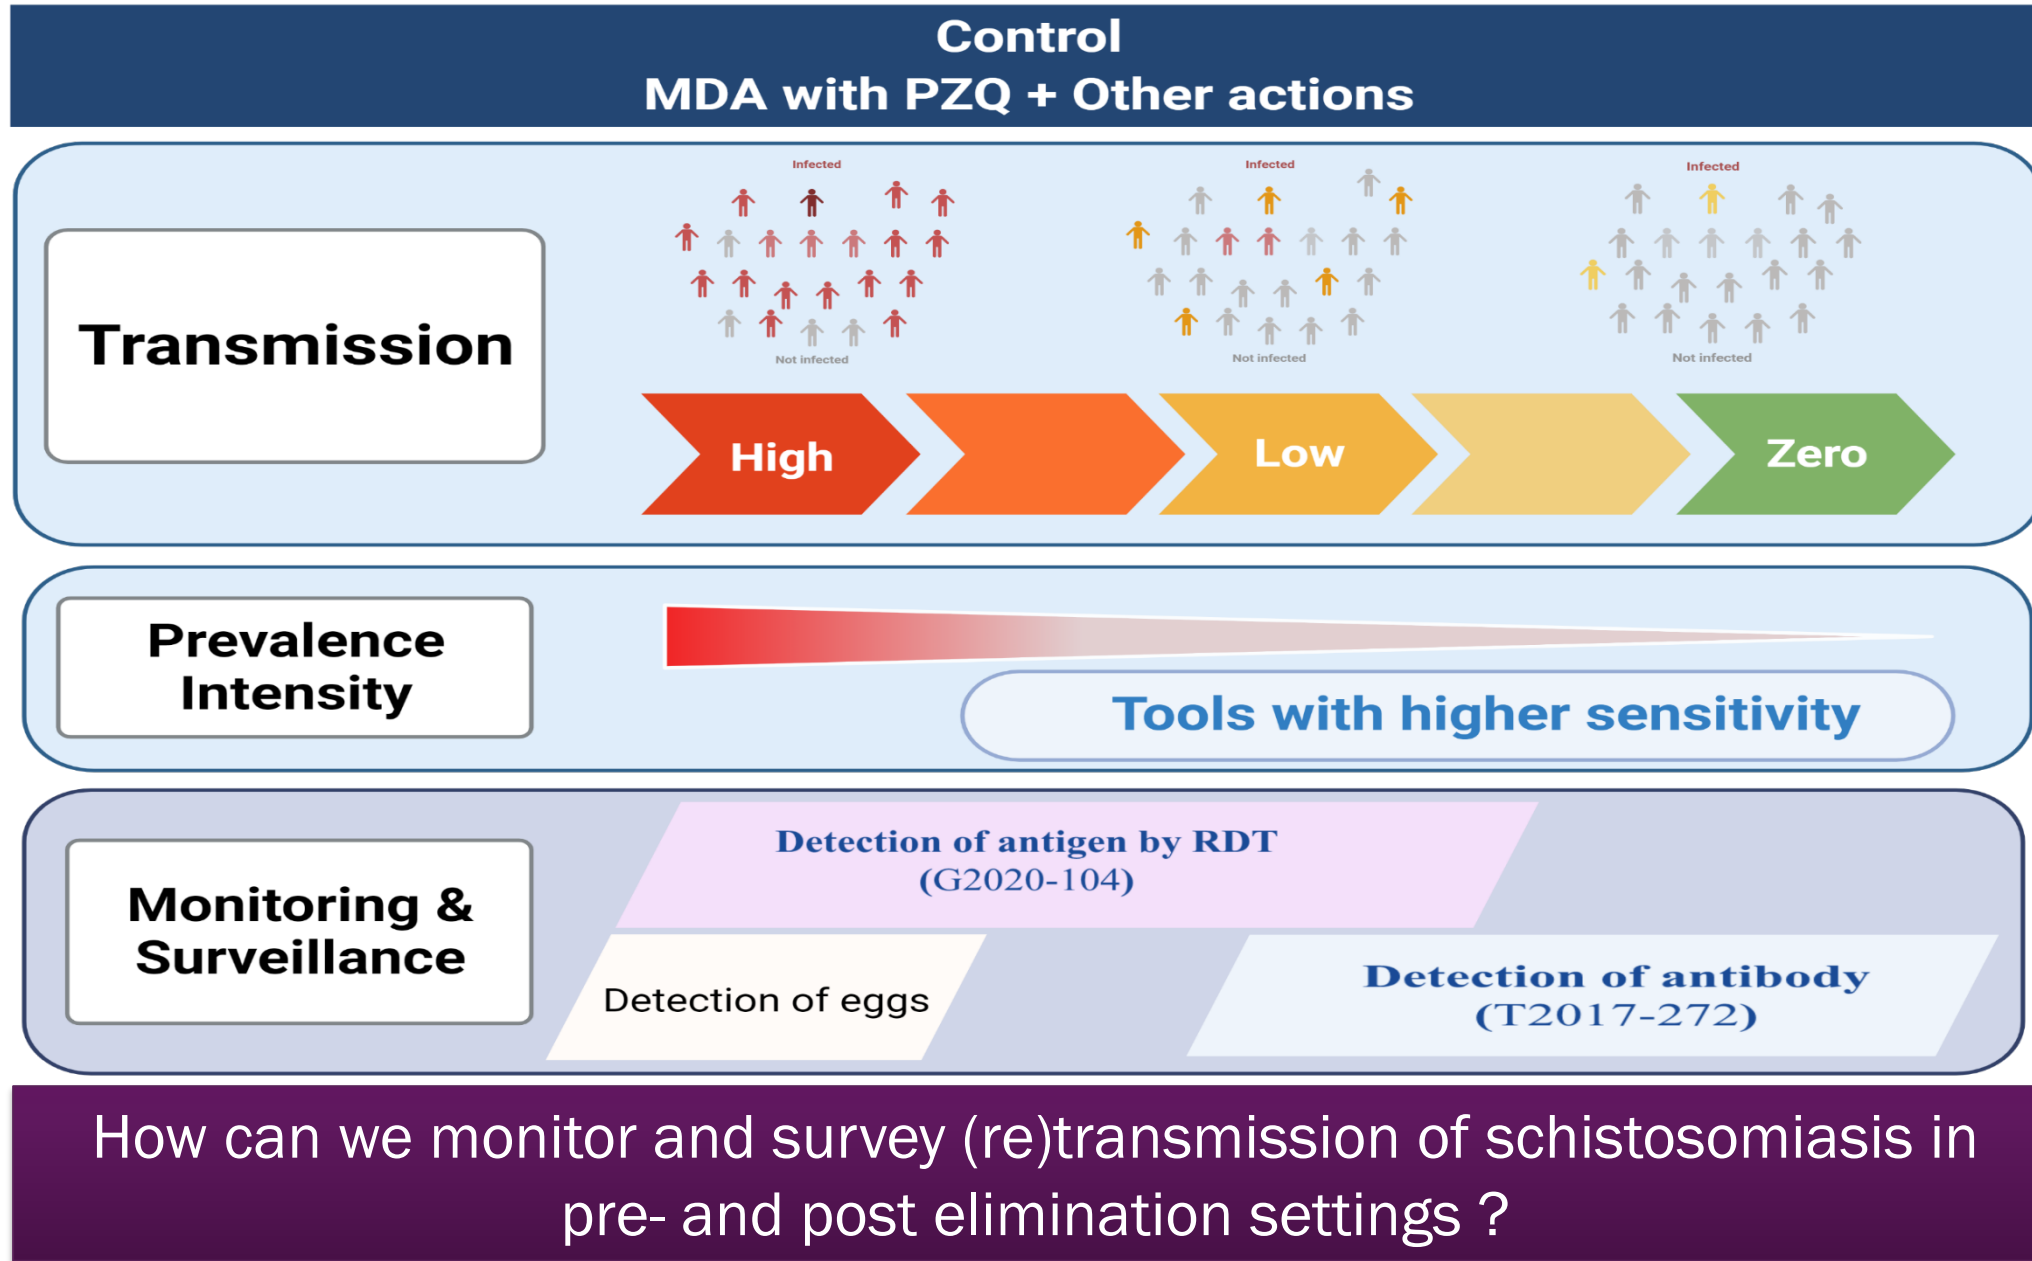 Control
MDA with PZQ + Other actions
Infected
Infected
Infected
Transmission
Not infected
Not infected
Not infected
High
Low
Zero
Prevalence
Intensity
Tools with higher sensitivity
Detection of antigen by RDT
(G2020-104)
Monitoring &
Surveillance
Detection of eggs
Detection of antibody
(T2017-272)
How can we monitor and survey (re)transmission of schistosomiasis in
pre- and post elimination settings ?